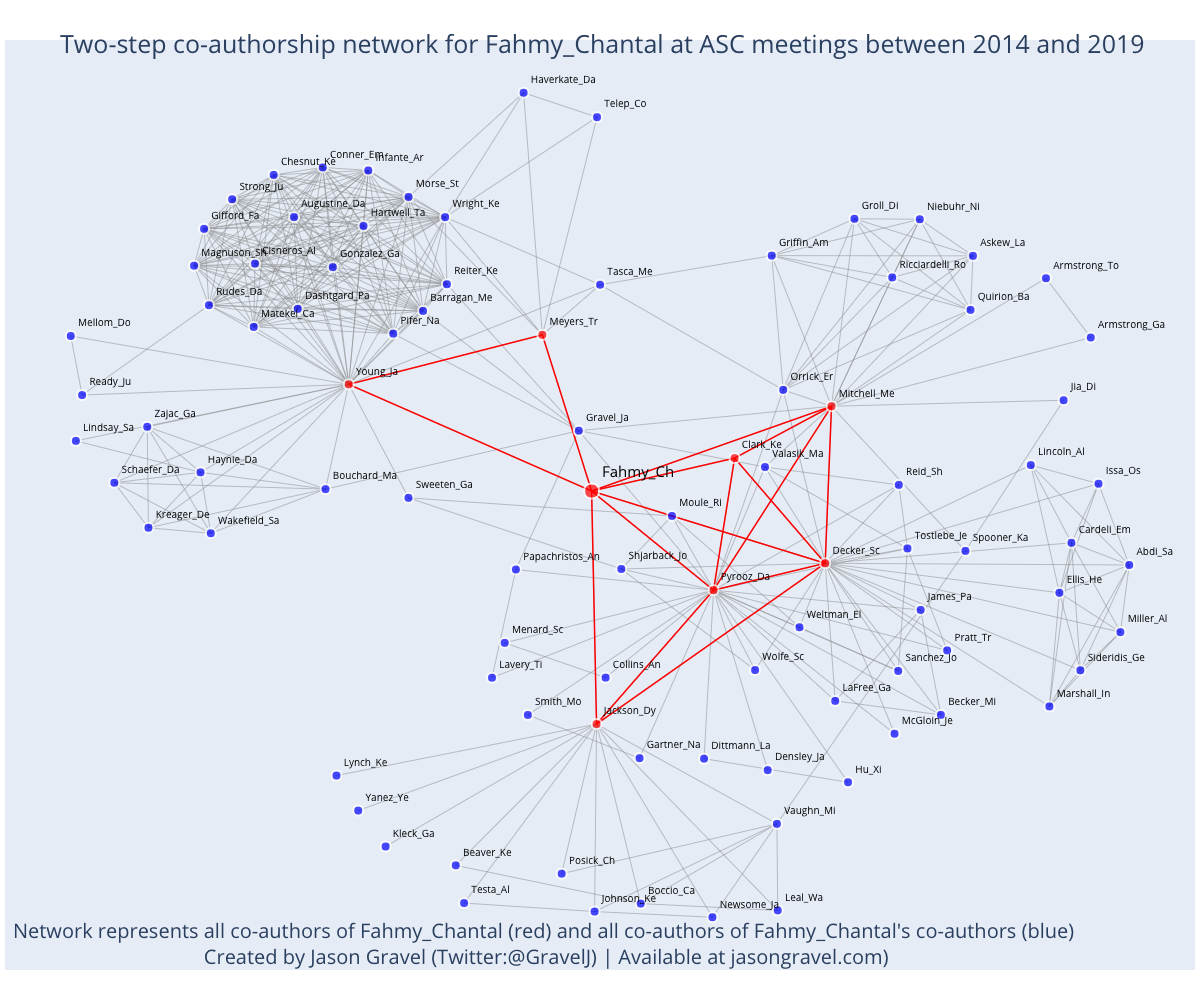 Two-step co-authorship network for Fahmy_Chantal at ASC meetings between 2014 and 2019
Haverkate_Da
Telep_Co
Conner_Em
Infante_Ar
Chesnut_Ke
Morse_St
Strong_Ju
Augustine_Da
Wright_Ke
Hartwell_Ta
Gifford_Fa
Groll_Di
Niebuhr_Ni
Griffin_Am
Askew_La
Magnuson_Sh
Cisneros_Al
Gonzalez_Ga
Reiter_Ke
Tasca_Me
Ricciardelli_Ro
Armstrong_To
Rudes_Da
Dashtgard_Pa
Barragan_Me
Quirion_Ba
Matekel_Ca
Pifer_Na
Mellom_Do
Meyers_Tr
Armstrong_Ga
Young_Ja
Ready_Ju
Orrick_Er
Mitchell_Me
Jia_Di
Zajac_Ga
Gravel_Ja
Lindsay_Sa
Clark_Ke
Valasik_Ma
Lincoln_Al
Haynie_Da
Schaefer_Da
Bouchard_Ma
Fahmy_Ch
Reid_Sh
Issa_Os
Sweeten_Ga
Moule_Ri
Kreager_De
Wakefield_Sa
Cardeli_Em
Tostlebe_Je
Spooner_Ka
Papachristos_An
Shjarback_Jo
Decker_Sc
Abdi_Sa
Pyrooz_Da
Ellis_He
James_Pa
Weltman_El
Miller_Al
Menard_Sc
Pratt_Tr
Lavery_Ti
Collins_An
Wolfe_Sc
Sanchez_Jo
Sideridis_Ge
LaFree_Ga
Marshall_In
Smith_Mo
Jackson_Dy
Becker_Mi
McGloin_Je
Gartner_Na
Dittmann_La
Densley_Ja
Lynch_Ke
Hu_Xi
Yanez_Ye
Vaughn_Mi
Kleck_Ga
Beaver_Ke
Posick_Ch
Testa_Al
Johnson_Ke
Boccio_Ca
Newsome_Ja
Leal_Wa
Network represents all co-authors of Fahmy_Chantal (red) and all co-authors of Fahmy_Chantal's co-authors (blue)
Created by Jason Gravel (Twitter:@GravelJ) | Available at jasongravel.com)